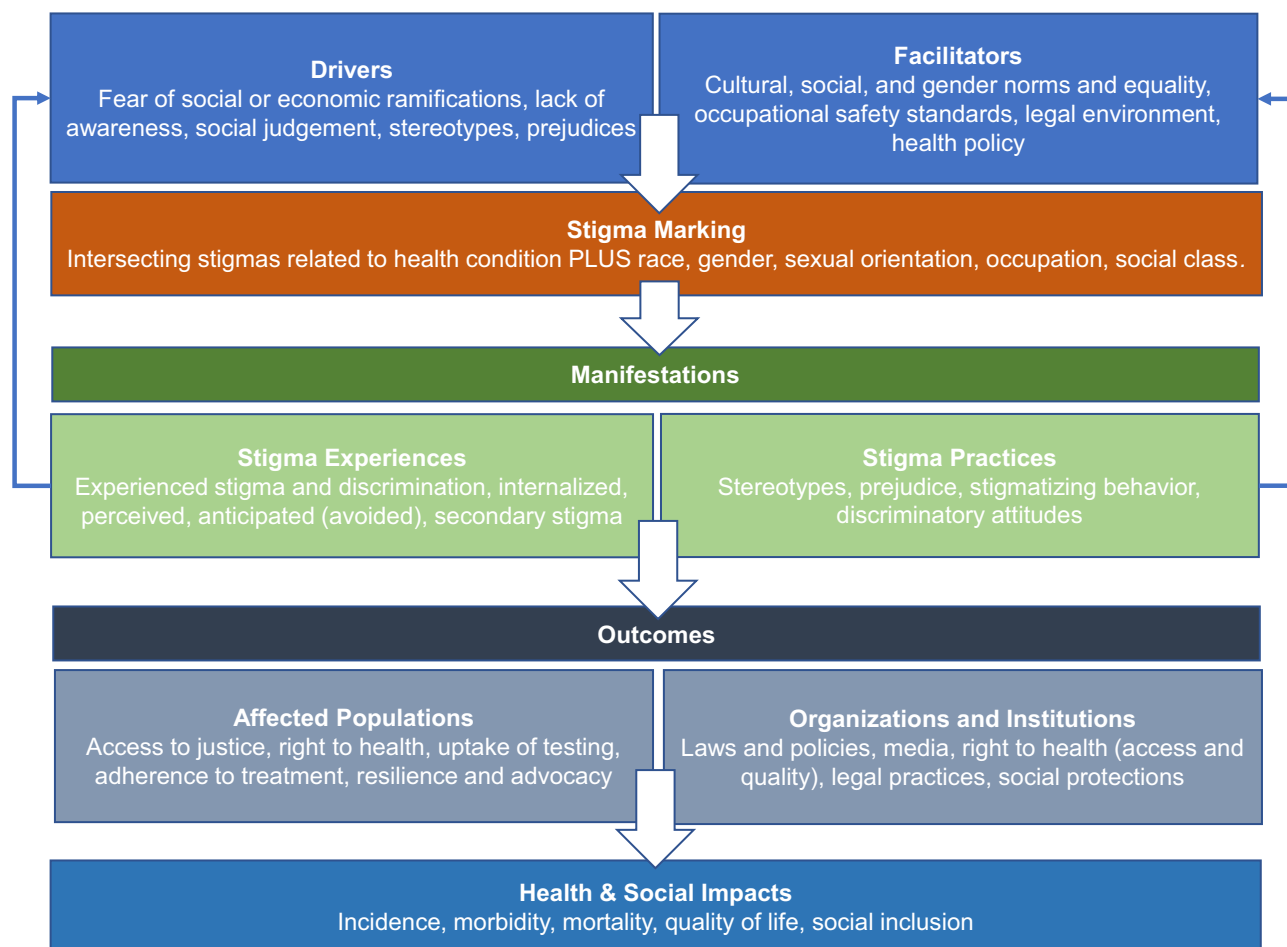 Drivers
Fear of social or economic ramifications, lack of
awareness, social judgement, stereotypes, prejudices
Facilitators
Cultural, social, and gender norms and equality,
occupational safety standards, legal environment,
health policy
Stigma Marking
Intersecting stigmas related to health condition PLUS race, gender, sexual orientation, occupation, social class.
Manifestations
Stigma Experiences
Experienced stigma and discrimination, internalized,
perceived, anticipated (avoided), secondary stigma
Stigma Practices
Stereotypes, prejudice, stigmatizing behavior,
discriminatory attitudes
Outcomes
Affected Populations
Access to justice, right to health, uptake of testing,
adherence to treatment, resilience and advocacy
Organizations and Institutions
Laws and policies, media, right to health (access and
quality), legal practices, social protections
Health & Social Impacts
Incidence, morbidity, mortality, quality of life, social inclusion